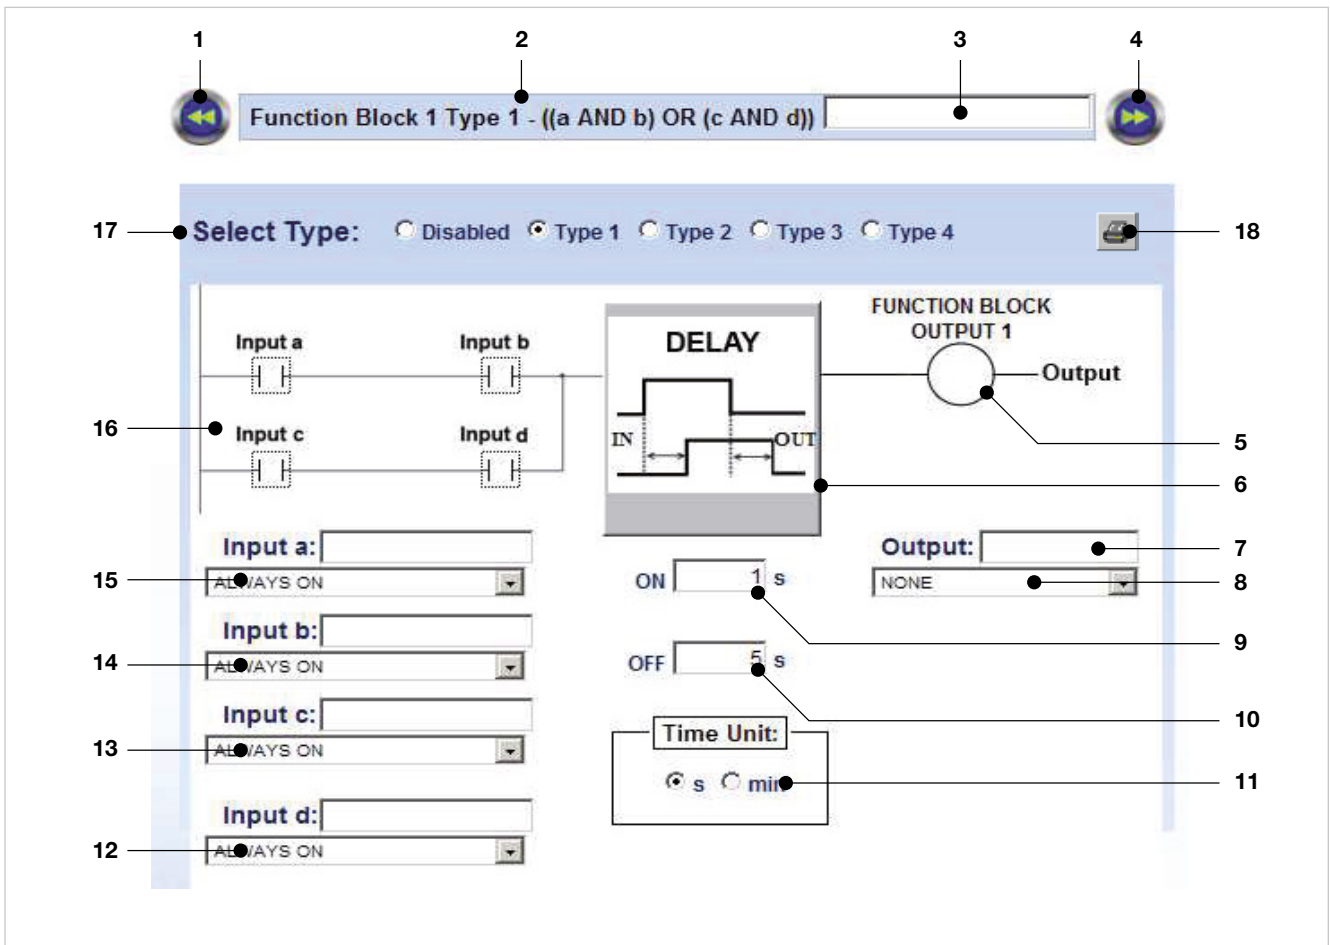 1 2 3 4
Function Block 1 Type 1 - ((a AND b) OR (c AND d))
17 Select Type: Disabled Type 1 Type 2 Type 3 Type 4 18
FUNCTION BLOCK
OUTPUT 1
Input a Input b DELAY Output
16 Input c Input d IN OUT 5
6
Input a: Output: 7
15 ALWAYS ON ON 1 s NONE 8
Input b: 9
14 ALWAYS ON OFF 5 s
Input c: 10
13 ALWAYS ON Time Unit:
s min 11
Input d:
12 ALWAYS ON